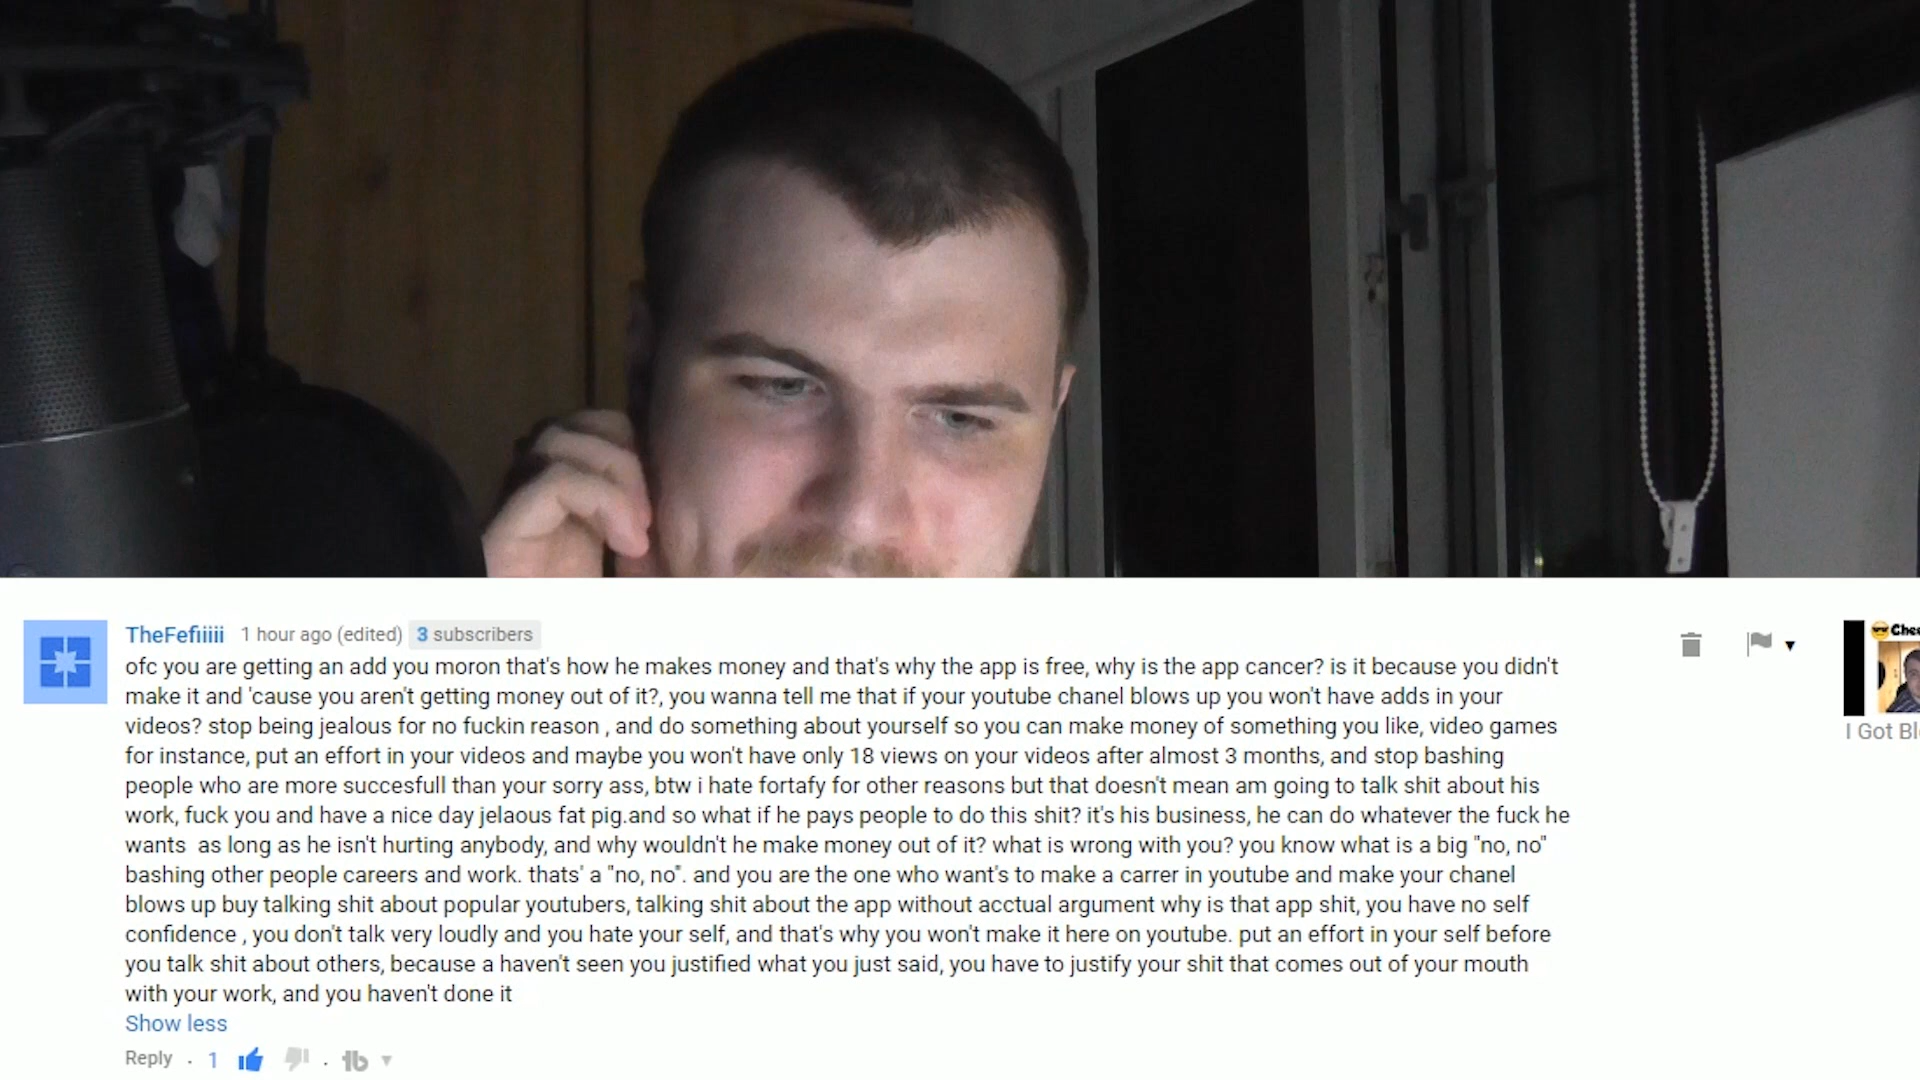 TheFefiiiii 1 hour ago (edited) 3 subscribers
ofc you are getting an add you moron that's how he makes money and that's why the app is free, why is the app cancer? is it because you didn't
make it and 'cause you aren't getting money out of it?, you wanna tell me that if your youtube chanel blows up you won't have adds in your
videos? stop being jealous for no fuckin reason , and do something about yourself so you can make money of something you like, video games
for instance, put an effort in your videos and maybe you won't have only 18 views on your videos after almost 3 months, and stop bashing
people who are more succesfull than your sorry ass, btw i hate fortafy for other reasons but that doesn't mean am going to talk shit about his
work, fuck you and have a nice day jelaous fat pig.and so what if he pays people to do this shit? it's his business, he can do whatever the fuck he
wants  as long as he isn't hurting anybody, and why wouldn't he make money out of it? what is wrong with you? you know what is a big "no, no"
bashing other people careers and work. thats' a "no, no". and you are the one who want's to make a carrer in youtube and make your chanel
blows up buy talking shit about popular youtubers, talking shit about the app without acctual argument why is that app shit, you have no self
confidence , you don't talk very loudly and you hate your self, and that's why you won't make it here on youtube. put an effort in your self before
you talk shit about others, because a haven't seen you justified what you just said, you have to justify your shit that comes out of your mouth
with your work, and you haven't done it
Show less
Reply · 1 · tb
Chee
I Got Bl